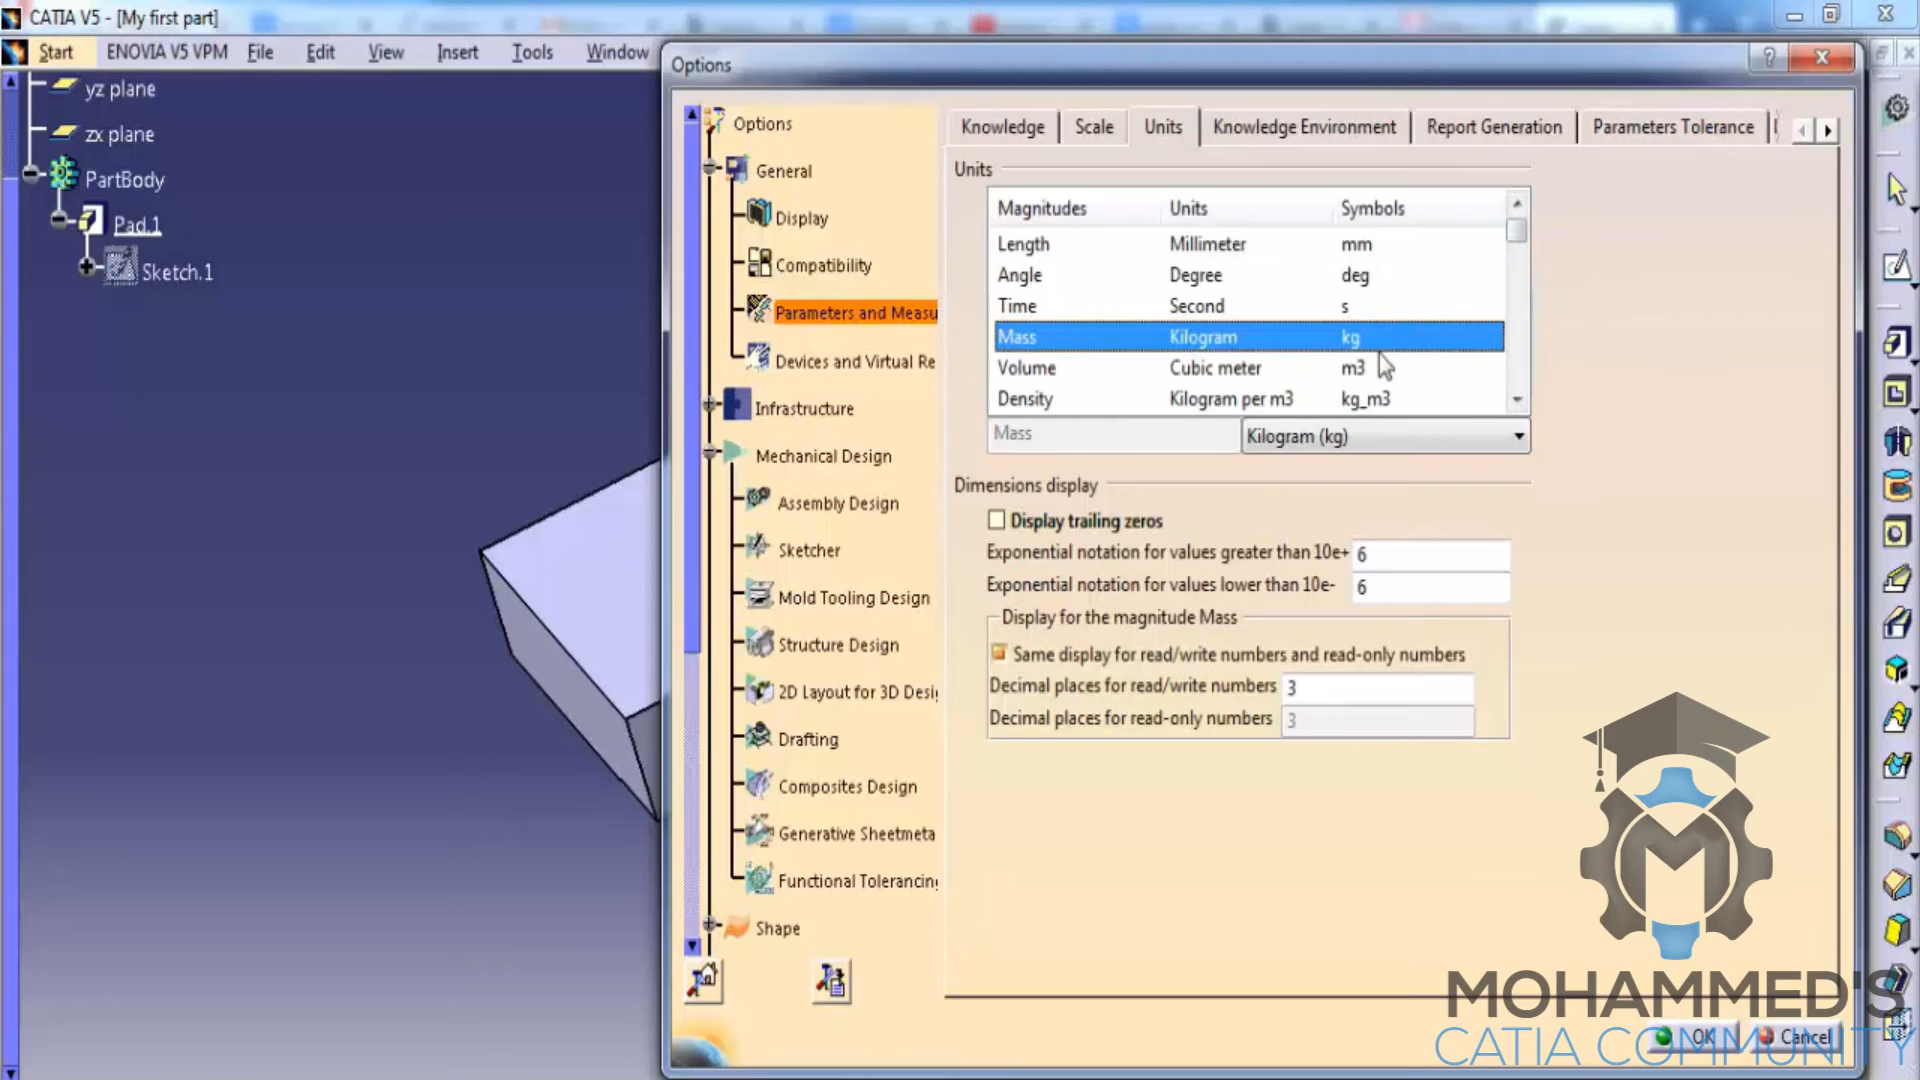 CATIA V5 - [My first part]
Start ENOVIA V5 VPM File Edit View Insert Tools Window
yz plane
zx plane
PartBody
Pad.1
Sketch.1
Options
Options
General
Display
Compatibility
Parameters and Measu
Devices and Virtual Re
Infrastructure
Mechanical Design
Assembly Design
Sketcher
Mold Tooling Design
Structure Design
2D Layout for 3D Desi
Drafting
Composites Design
Generative Sheetmeta
Functional Tolerancing
Shape
Knowledge Scale Units Knowledge Environment Report Generation Parameters Tolerance
Units
Magnitudes Units Symbols
Length Millimeter mm
Angle Degree deg
Time Second s
Mass Kilogram kg
Volume Cubic meter m3
Density Kilogram per m3 kg_m3
Mass Kilogram (kg)
Dimensions display
Display trailing zeros
Exponential notation for values greater than 10e+ 6
Exponential notation for values lower than 10e- 6
Display for the magnitude Mass
Same display for read/write numbers and read-only numbers
Decimal places for read/write numbers 3
Decimal places for read-only numbers 3
MOHAMMED'S
CATIA COMMUNITY
OK Cancel